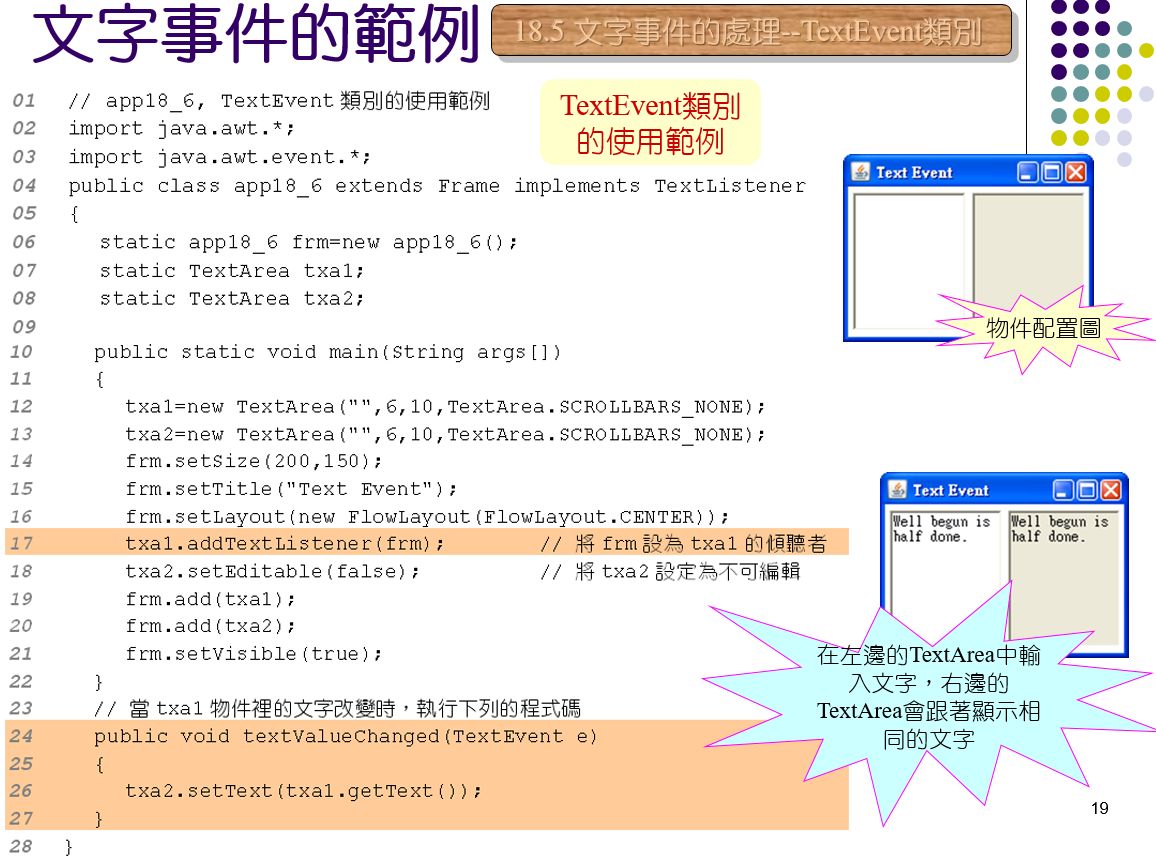 文字事件的範例
18.5 文字事件的處理--TextEvent類別
TextEvent類別
的使用範例
01 // app18_6, TextEvent 類別的使用範例
02 import java.awt.*;
03 import java.awt.event.*;
04 public class app18_6 extends Frame implements TextListener
05 {
06 static app18_6 frm=new app18_6();
07 static TextArea txa1;
08 static TextArea txa2;
09
10 public static void main(String args[])
11 {
12 txa1=new TextArea("",6,10,TextArea.SCROLLBARS_NONE);
13 txa2=new TextArea("",6,10,TextArea.SCROLLBARS_NONE);
14 frm.setSize(200,150);
15 frm.setTitle("Text Event");
16 frm.setLayout(new FlowLayout(FlowLayout.CENTER));
17 txa1.addTextListener(frm); // 將 frm 設為 txa1 的傾聽者
18 txa2.setEditable(false); // 將 txa2 設定為不可編輯
19 frm.add(txa1);
20 frm.add(txa2);
21 frm.setVisible(true);
22 }
23 // 當 txa1 物件裡的文字改變時，執行下列的程式碼
24 public void textValueChanged(TextEvent e)
25 {
26 txa2.setText(txa1.getText());
27 }
28 }
Text Event
物件配置圖
Text Event
Well begun is
half done.
Well begun is
half done.
在左邊的TextArea中輸
入文字，右邊的
TextArea會跟著顯示相
同的文字
19